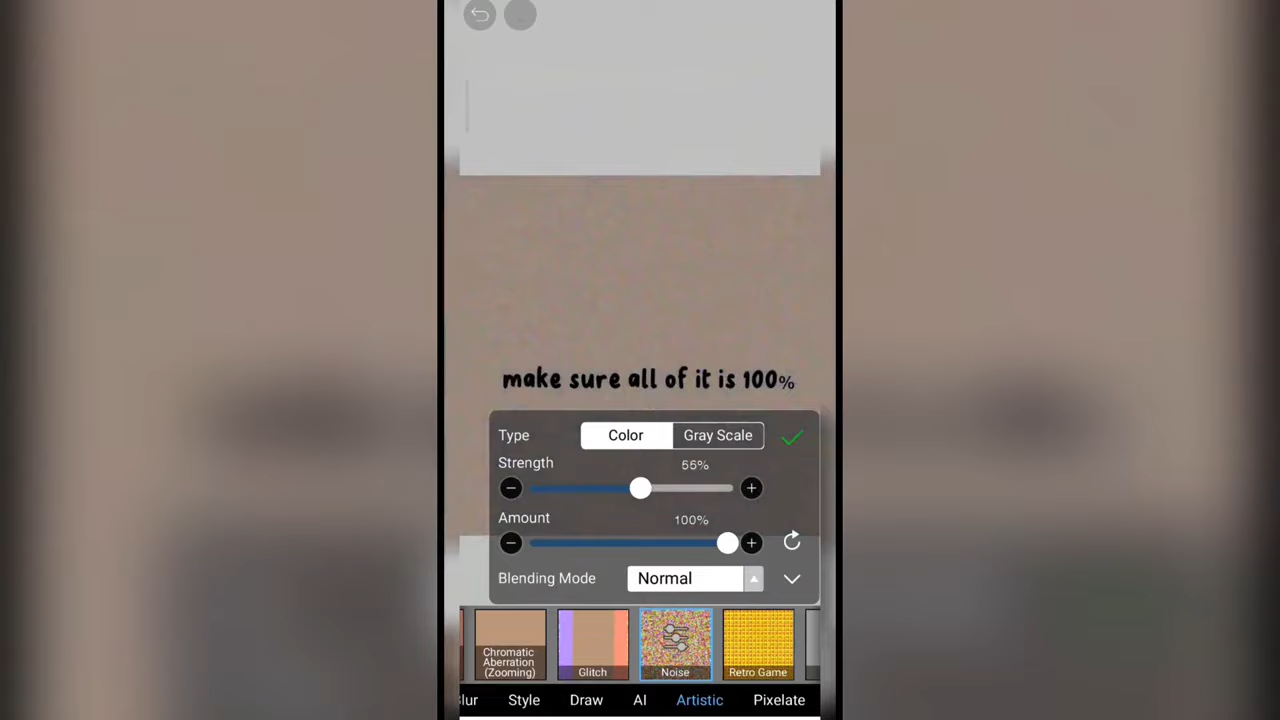 make sure all of it is 100%
Type Color Gray Scale
Strength 55%
Amount 100%
Blending Mode Normal
Chromatic
Aberration
(Zooming) Glitch Noise Retro Game
lur Style Draw AI Artistic Pixelate